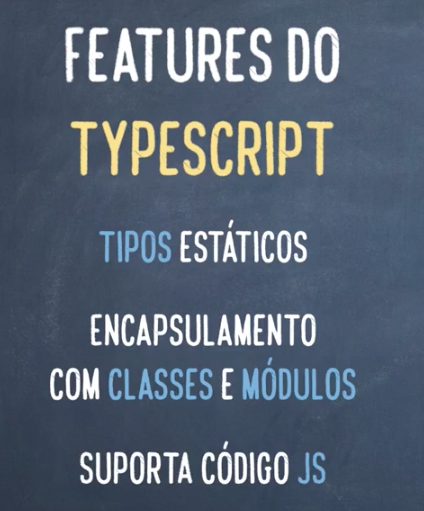 FEATURES DO
TYPESCRIPT
TIPOS ESTÁTICOS
ENCAPSULAMENTO
COM CLASSES E MÓDULOS
SUPORTA CÓDIGO JS